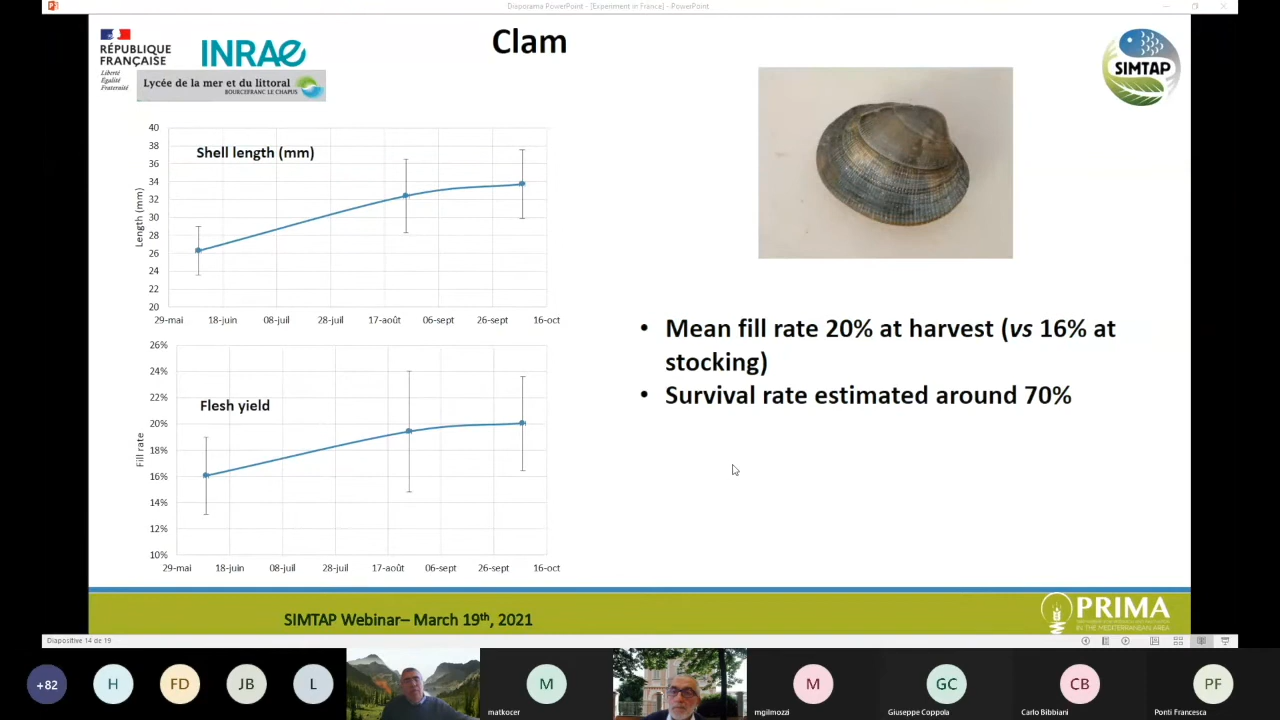 Diaporama PowerPoint - [Experiment in France] - PowerPoint
RÉPUBLIQUE
FRANÇAISE
Liberté
Égalité
Fraternité
INRAE
Lycée de la mer et du littoral
BOURCEFRANC LE CHAPUS
Clam
SIMTAP
Shell length (mm)
Length (mm)
40
38
36
34
32
30
28
26
24
22
20
29-mai 18-juin 08-juil 28-juil 17-août 06-sept 26-sept 16-oct
Flesh yield
Fill rate
26%
24%
22%
20%
18%
16%
14%
12%
10%
29-mai 18-juin 08-juil 28-juil 17-août 06-sept 26-sept 16-oct
• Mean fill rate 20% at harvest (vs 16% at
stocking)
• Survival rate estimated around 70%
SIMTAP Webinar– March 19th, 2021
PRIMA
IN THE MEDITERRANEAN AREA
Diapositive 14 de 19
+82
H
FD
JB
L
M
matkocer
M
mgilmozzi
GC
Giuseppe Coppola
CB
Carlo Bibbiani
PF
Ponti Francesca